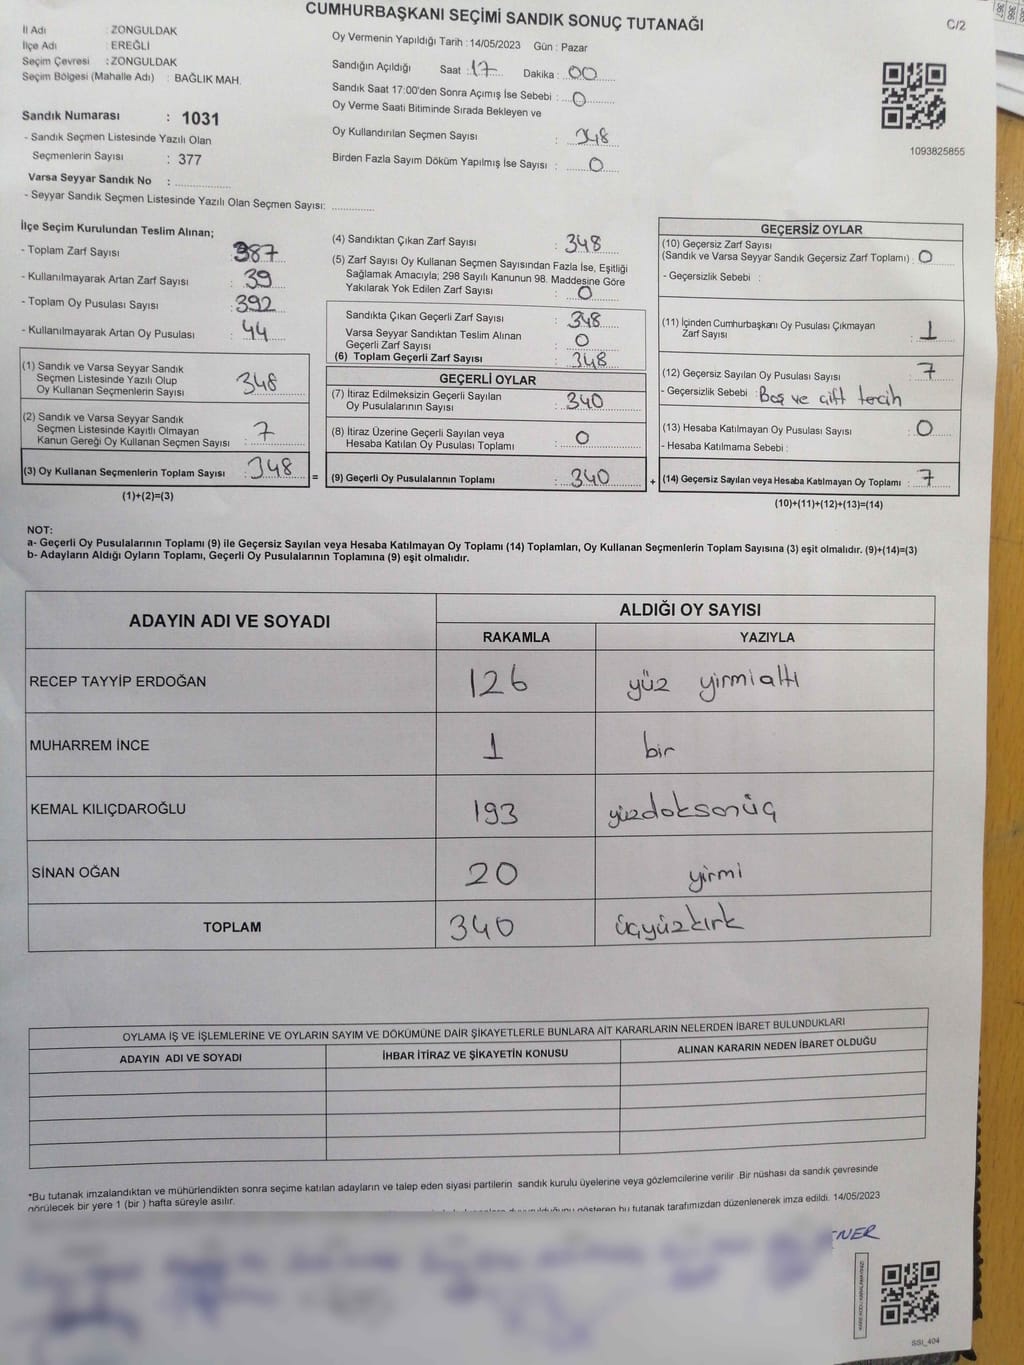 CUMHURBAŞKANI SEÇİMİ SANDIK SONUÇ TUTANAĞI
C/2
İl Adı : ZONGULDAK
İlçe Adı : EREĞLİ
Seçim Çevresi : ZONGULDAK
Seçim Bölgesi (Mahalle Adı) : BAĞLIK MAH.
Sandık Numarası : 1031
- Sandık Seçmen Listesinde Yazılı Olan
Seçmenlerin Sayısı : 377
Varsa Seyyar Sandık No :
- Seyyar Sandık Seçmen Listesinde Yazılı Olan Seçmen Sayısı:
Oy Vermenin Yapıldığı Tarih : 14/05/2023 Gün : Pazar
Sandığın Açıldığı Saat : 17 Dakika : 00
Sandık Saat 17:00'den Sonra Açımış İse Sebebi : 0
Oy Verme Saati Bitiminde Sırada Bekleyen ve
Oy Kullandırılan Seçmen Sayısı : 348
Birden Fazla Sayım Döküm Yapılmış İse Sayısı : 0
1093825855
İlçe Seçim Kurulundan Teslim Alınan;
- Toplam Zarf Sayısı : 387
- Kullanılmayarak Artan Zarf Sayısı : 39
- Toplam Oy Pusulası Sayısı : 392
- Kullanılmayarak Artan Oy Pusulası : 44
(1) Sandık ve Varsa Seyyar Sandık
Seçmen Listesinde Yazılı Olup
Oy Kullanan Seçmenlerin Sayısı : 348
(2) Sandık ve Varsa Seyyar Sandık
Seçmen Listesinde Kayıtlı Olmayan
Kanun Gereği Oy Kullanan Seçmen Sayısı : 7
(3) Oy Kullanan Seçmenlerin Toplam Sayısı : 348 =
(1)+(2)=(3)
(4) Sandıktan Çıkan Zarf Sayısı : 348
(5) Zarf Sayısı Oy Kullanan Seçmen Sayısından Fazla İse, Eşitliği
Sağlamak Amacıyla; 298 Sayılı Kanunun 98. Maddesine Göre
Yakılarak Yok Edilen Zarf Sayısı : 0
Sandıkta Çıkan Geçerli Zarf Sayısı : 348
Varsa Seyyar Sandıktan Teslim Alınan
Geçerli Zarf Sayısı : 0
(6) Toplam Geçerli Zarf Sayısı : 348
GEÇERLİ OYLAR
(7) İtiraz Edilmeksizin Geçerli Sayılan
Oy Pusulalarının Sayısı : 340
(8) İtiraz Üzerine Geçerli Sayılan veya
Hesaba Katılan Oy Pusulası Toplamı : 0
(9) Geçerli Oy Pusulalarının Toplamı : 340 +
GEÇERSİZ OYLAR
(10) Geçersiz Zarf Sayısı
(Sandık ve Varsa Seyyar Sandık Geçersiz Zarf Toplamı) : 0
- Geçersizlik Sebebi :
(11) İçinden Cumhurbaşkanı Oy Pusulası Çıkmayan
Zarf Sayısı : 1
(12) Geçersiz Sayılan Oy Pusulası Sayısı : 7
- Geçersizlik Sebebi : Boş ve çift tercih
(13) Hesaba Katılmayan Oy Pusulası Sayısı : 0
- Hesaba Katılmama Sebebi :
(14) Geçersiz Sayılan veya Hesaba Katılmayan Oy Toplamı : 7
(10)+(11)+(12)+(13)=(14)
NOT:
a- Geçerli Oy Pusulalarının Toplamı (9) ile Geçersiz Sayılan veya Hesaba Katılmayan Oy Toplamı (14) Toplamları, Oy Kullanan Seçmenlerin Toplam Sayısına (3) eşit olmalıdır. (9)+(14)=(3)
b- Adayların Aldığı Oyların Toplamı, Geçerli Oy Pusulalarının Toplamına (9) eşit olmalıdır.
ADAYIN ADI VE SOYADI ALDIĞI OY SAYISI
RAKAMLA YAZIYLA
RECEP TAYYİP ERDOĞAN 126 yüz yirmialtı
MUHARREM İNCE 1 bir
KEMAL KILIÇDAROĞLU 193 yüzdoksonüç
SİNAN OĞAN 20 yirmi
TOPLAM 340 üçyüzkırk
OYLAMA İŞ VE İŞLEMLERİNE VE OYLARIN SAYIM VE DÖKÜMÜNE DAİR ŞİKAYETLERLE BUNLARA AİT KARARLARIN NELERDEN İBARET BULUNDUKLARI
ADAYIN ADI VE SOYADI İHBAR İTİRAZ VE ŞİKAYETİN KONUSU ALINAN KARARIN NEDEN İBARET OLDUĞU
*Bu tutanak imzalandıktan ve mühürlendikten sonra seçime katılan adayların ve talep eden siyasi partilerin sandık kurulu üyelerine veya gözlemcilerine verilir. Bir nüshası da sandık çevresinde
görülecek bir yere 1 (bir ) hafta süreyle asılır.
gösteren bu tutanak tarafımızdan düzenlenerek imza edildi. 14/05/2023
SSI_404